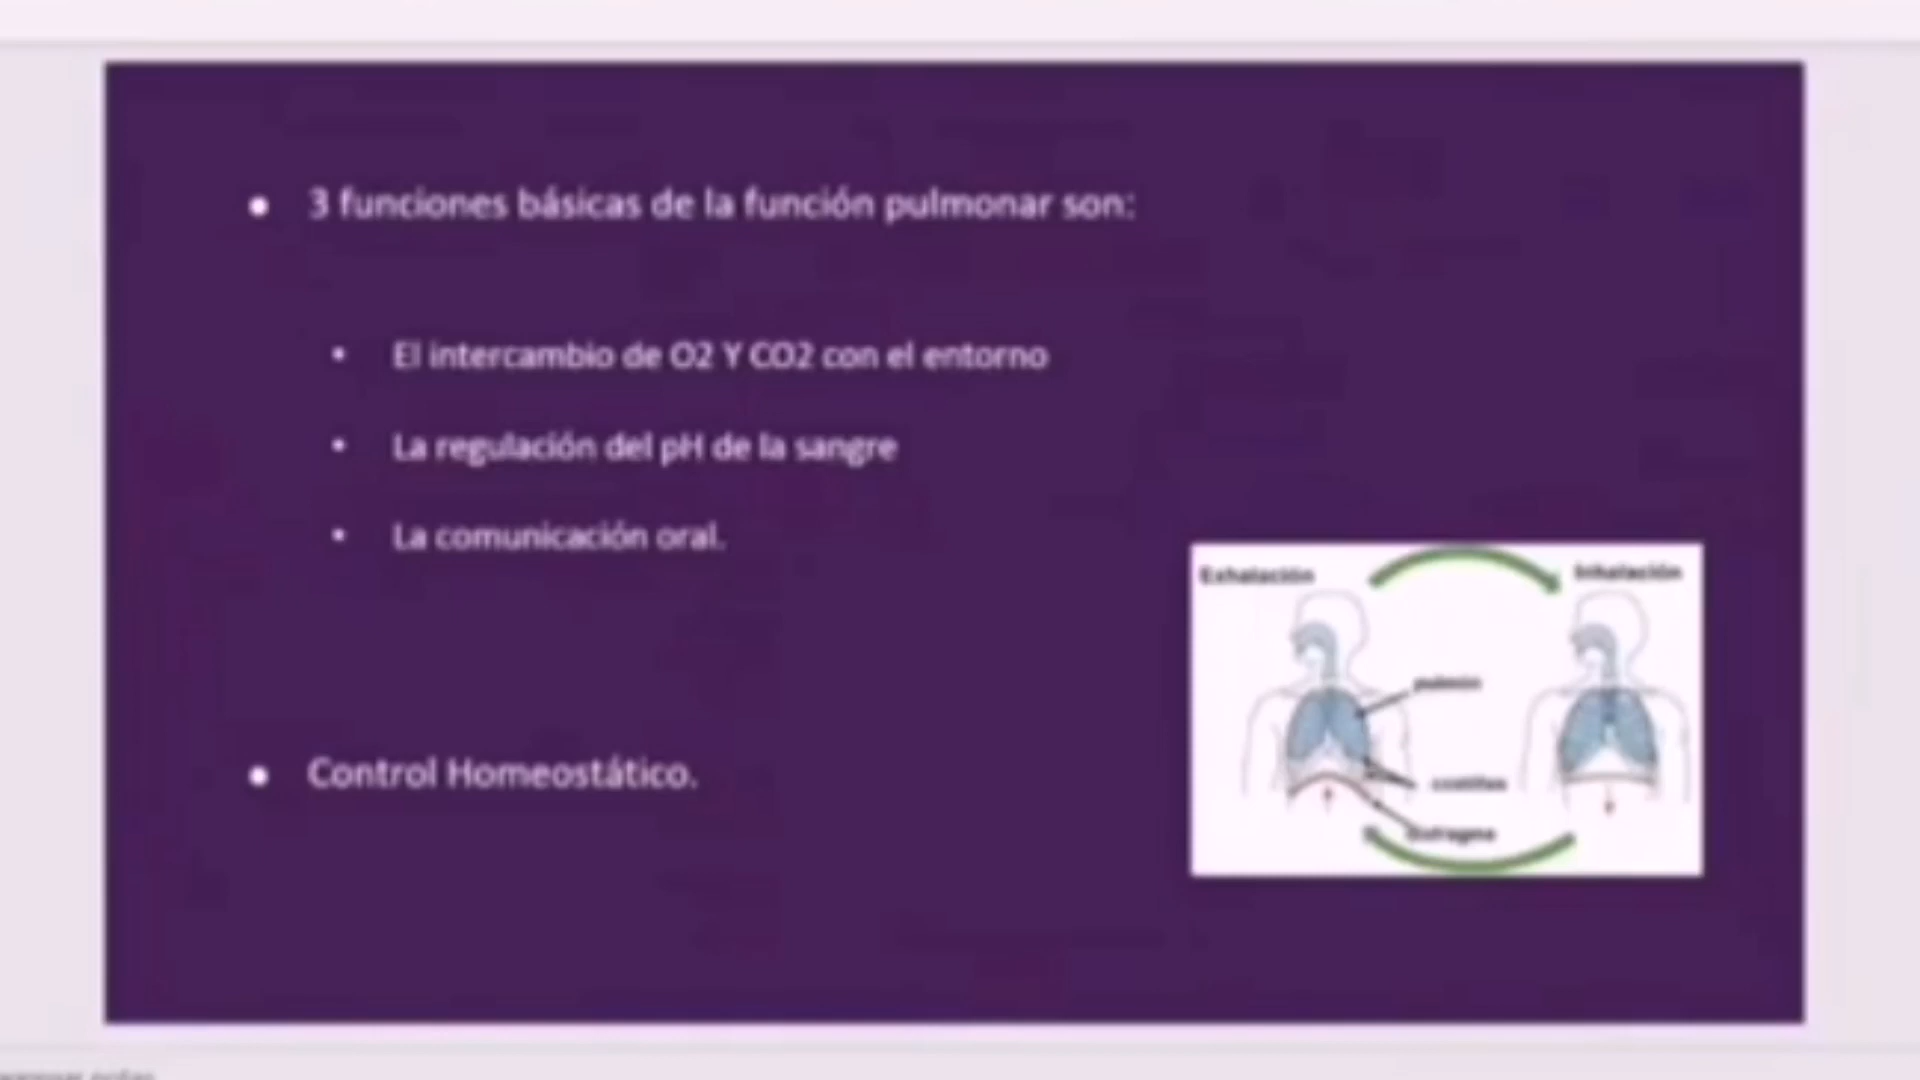 3 funciones básicas de la función pulmonar son:
El intercambio de O2 Y CO2 con el entorno
La regulación del pH de la sangre
La comunicación oral.
Exhalación
Inhalación
pulmón
costillas
Control Homeostático.